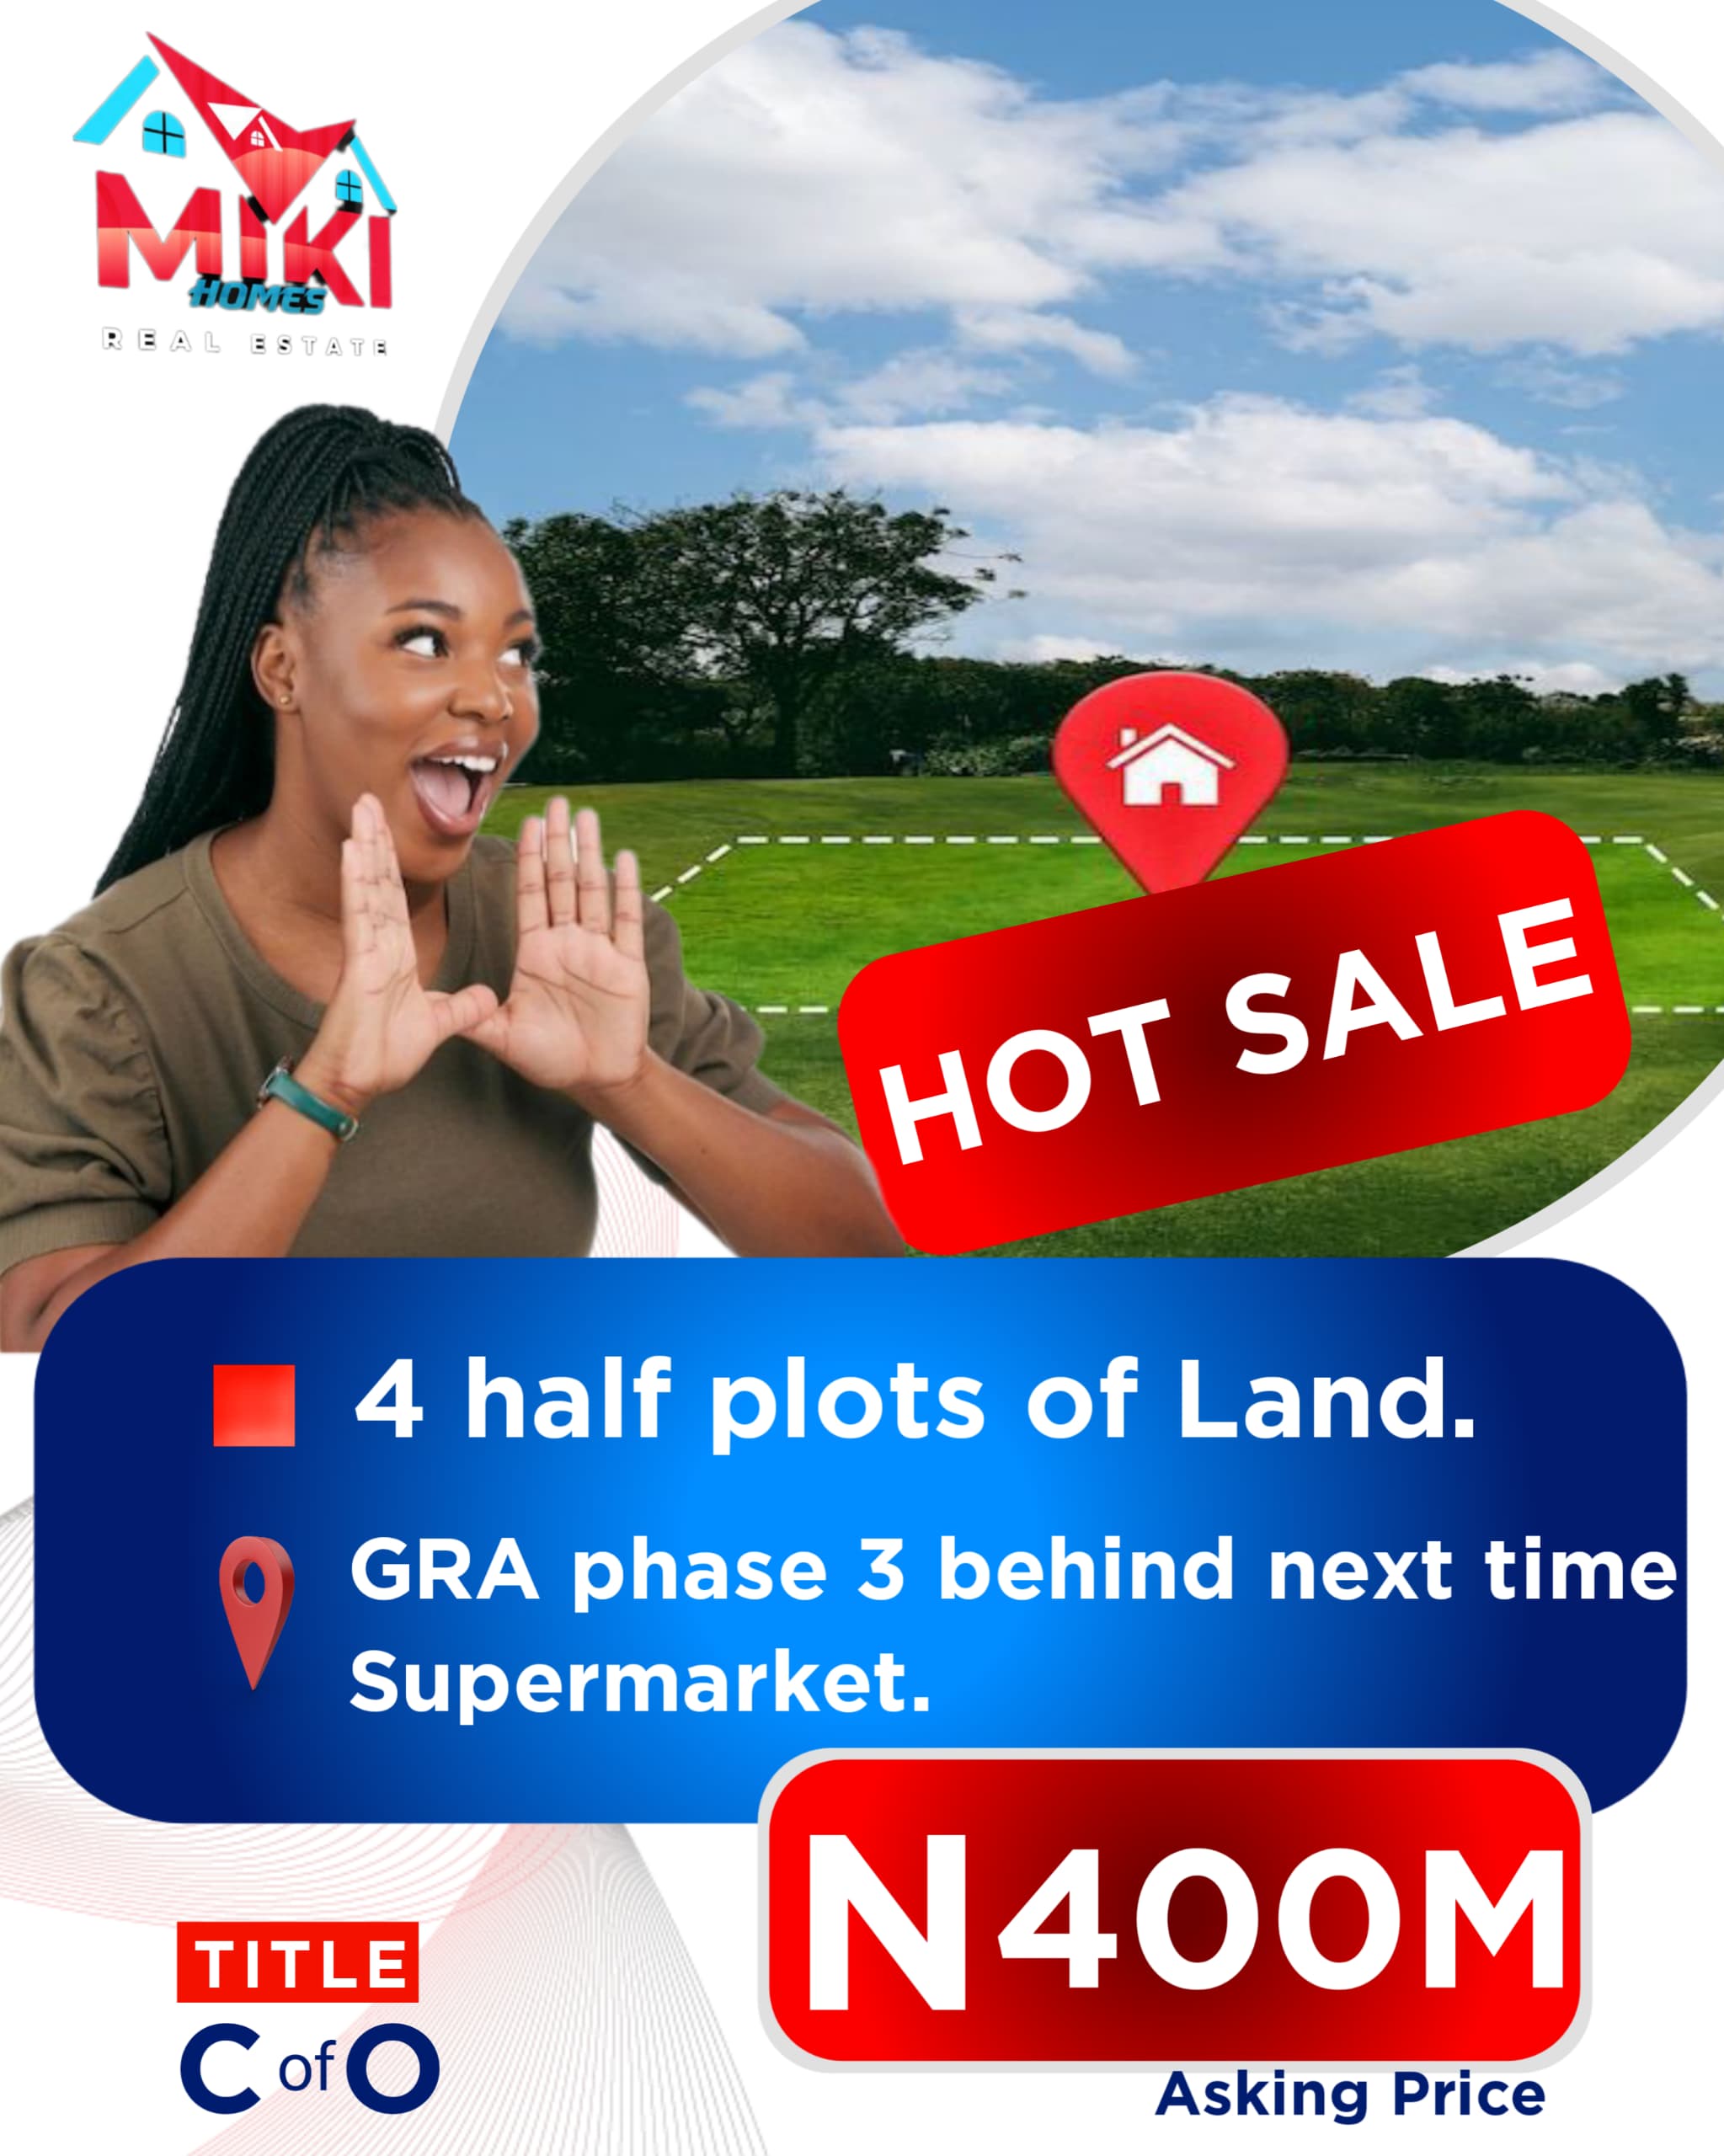 MIKI
HOMES
REAL ESTATE
HOT SALE
4 half plots of Land.
GRA phase 3 behind next time
Supermarket.
N400M
Asking Price
TITLE
C of O